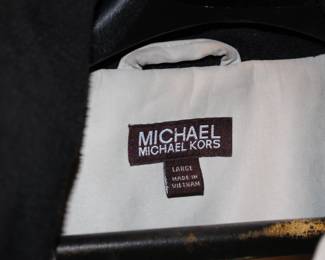 MICHAEL
MICHAEL KORS
LARGE
MADE IN
VIETNAM